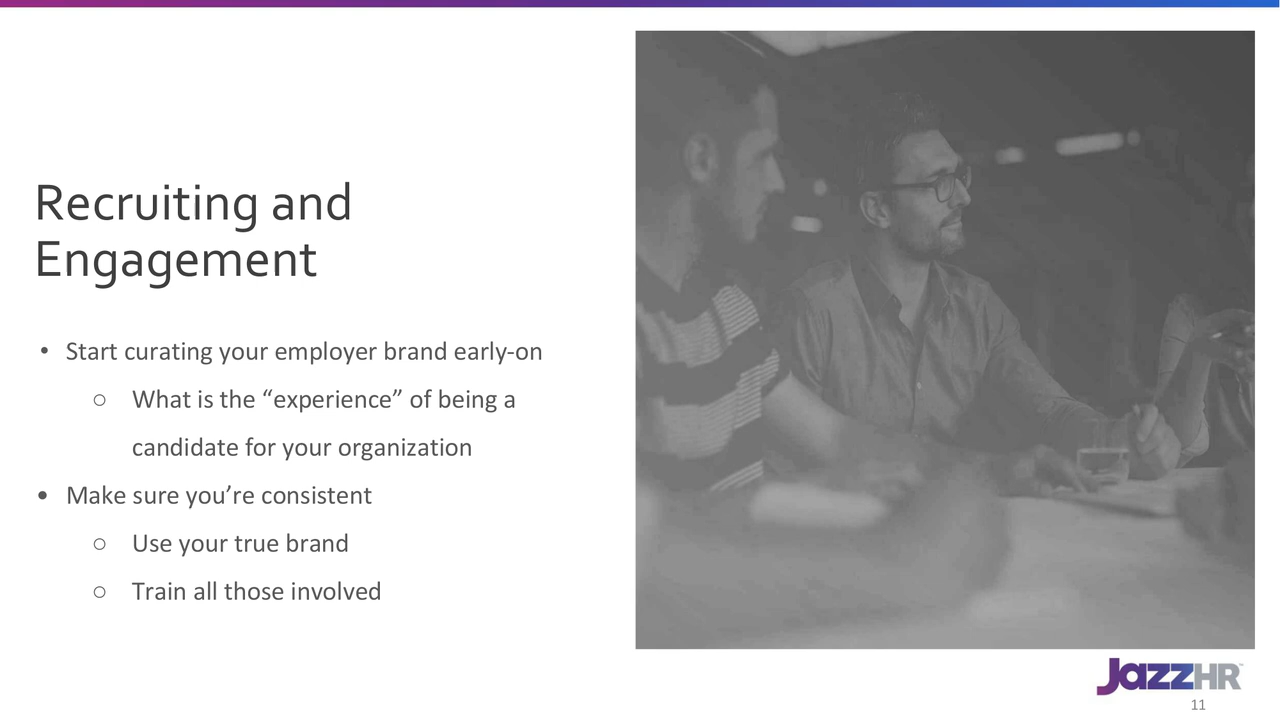 Recruiting and
Engagement
• Start curating your employer brand early-on
○ What is the “experience” of being a
candidate for your organization
• Make sure you’re consistent
○ Use your true brand
○ Train all those involved
JazzHR™
11